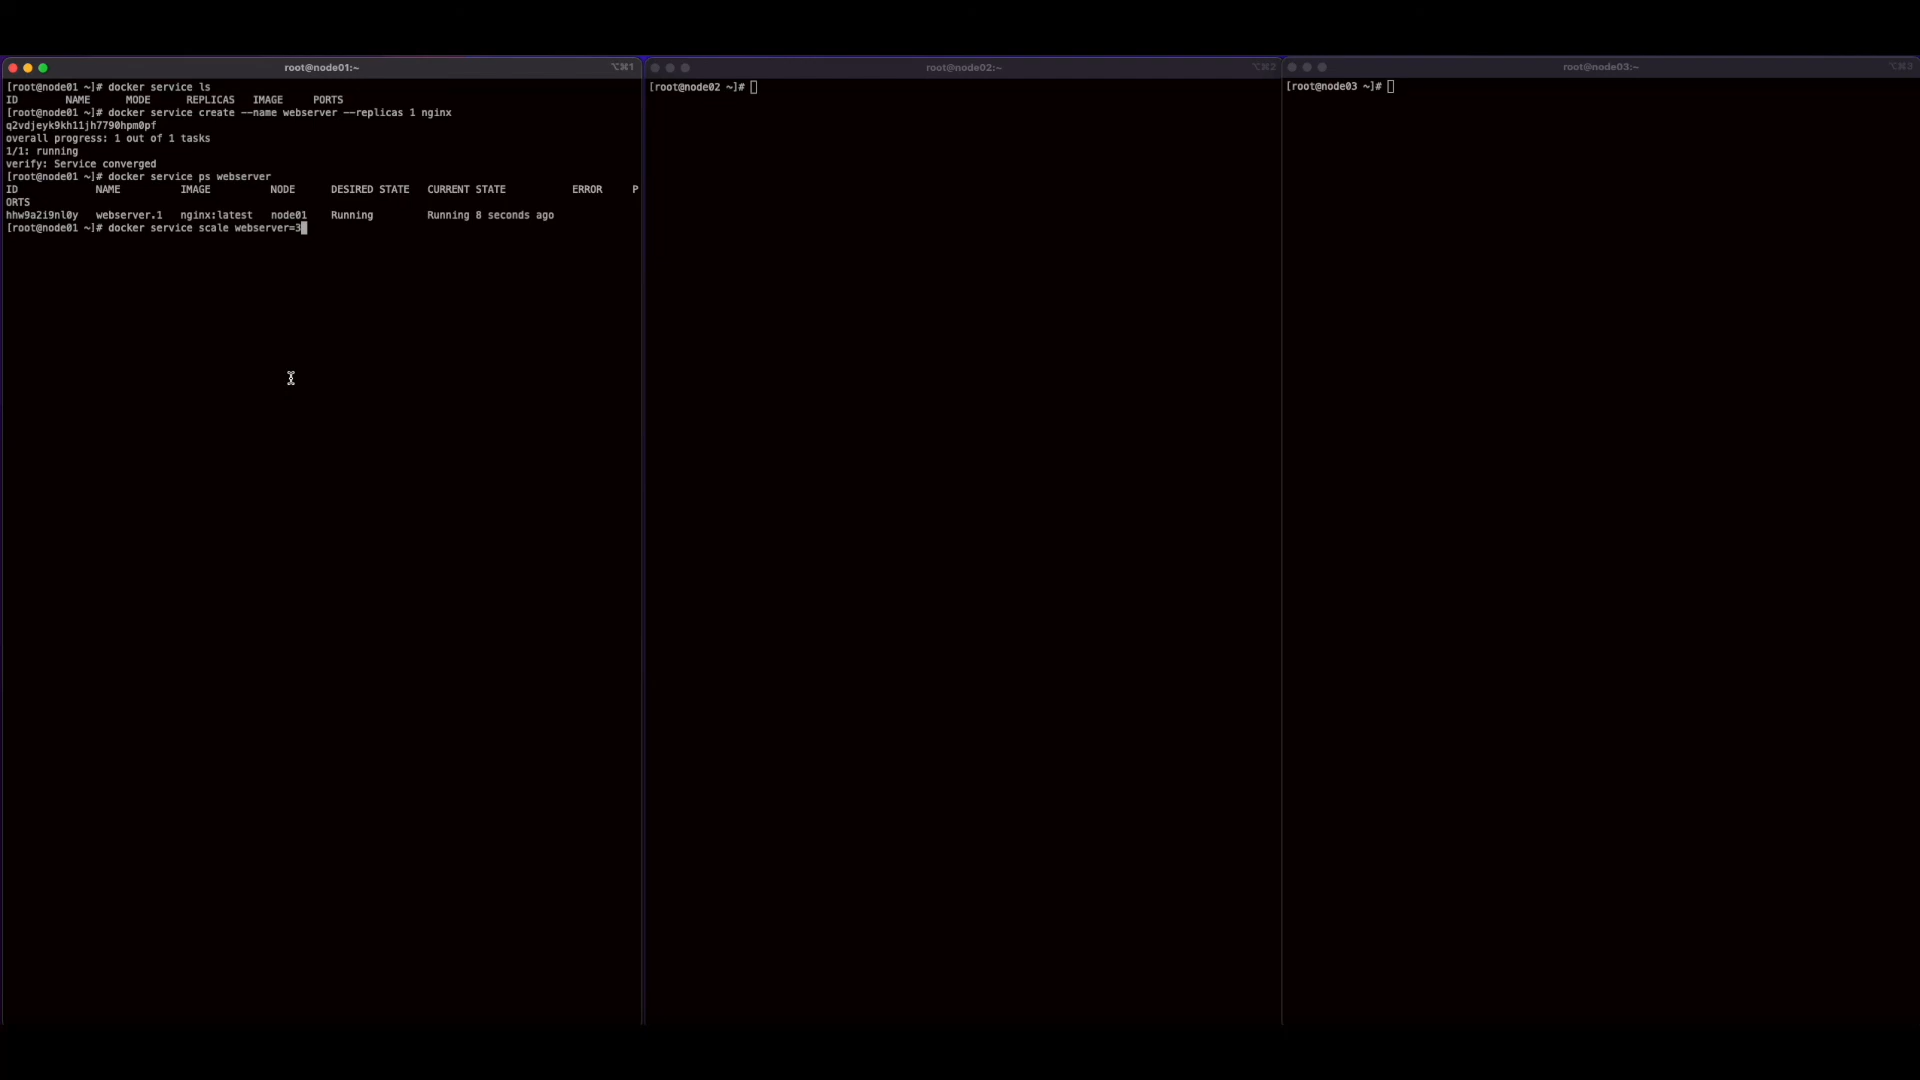 root@node01:~
⌥⌘1
[root@node01 ~]# docker service ls
ID        NAME      MODE      REPLICAS   IMAGE     PORTS
[root@node01 ~]# docker service create --name webserver --replicas 1 nginx
q2vdjeyk9kh11jh7790hpm0pf
overall progress: 1 out of 1 tasks
1/1: running
verify: Service converged
[root@node01 ~]# docker service ps webserver
ID             NAME          IMAGE          NODE      DESIRED STATE   CURRENT STATE           ERROR     P
ORTS
hhw9a2i9nl0y   webserver.1   nginx:latest   node01    Running         Running 8 seconds ago
[root@node01 ~]# docker service scale webserver=3
root@node02:~
⌥⌘2
[root@node02 ~]#
root@node03:~
⌥⌘3
[root@node03 ~]#